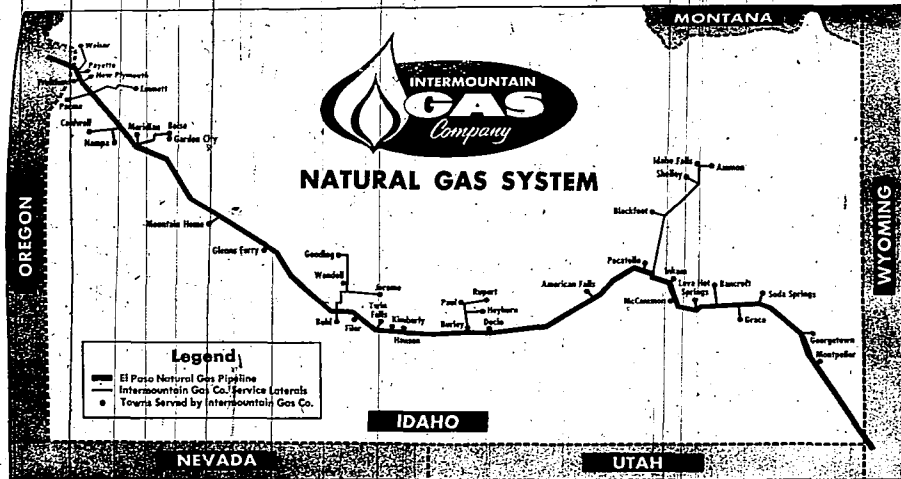 MONTANA
Weiser
Payette
New Plymouth
Emmett
Parma
Caldwell
Nampa
Meridian
Boise
Garden City
INTERMOUNTAIN
GAS
Company
NATURAL GAS SYSTEM
Idaho Falls
Ammon
Shelley
Blackfoot
OREGON
WYOMING
Mountain Home
Glenns Ferry
Gooding
Wendell
Jerome
Pocatello
Inkom
American Falls
McCammon
Lava Hot
Springs
Bancroft
Soda Springs
Grace
Paul
Rupert
Heyburn
Burley
Declo
Buhl
Filer
Twin
Falls
Kimberly
Hansen
Georgetown
Montpelier
Legend
El Paso Natural Gas Pipeline
Intermountain Gas Co. Service Laterals
Towns Served by Intermountain Gas Co.
IDAHO
NEVADA
UTAH